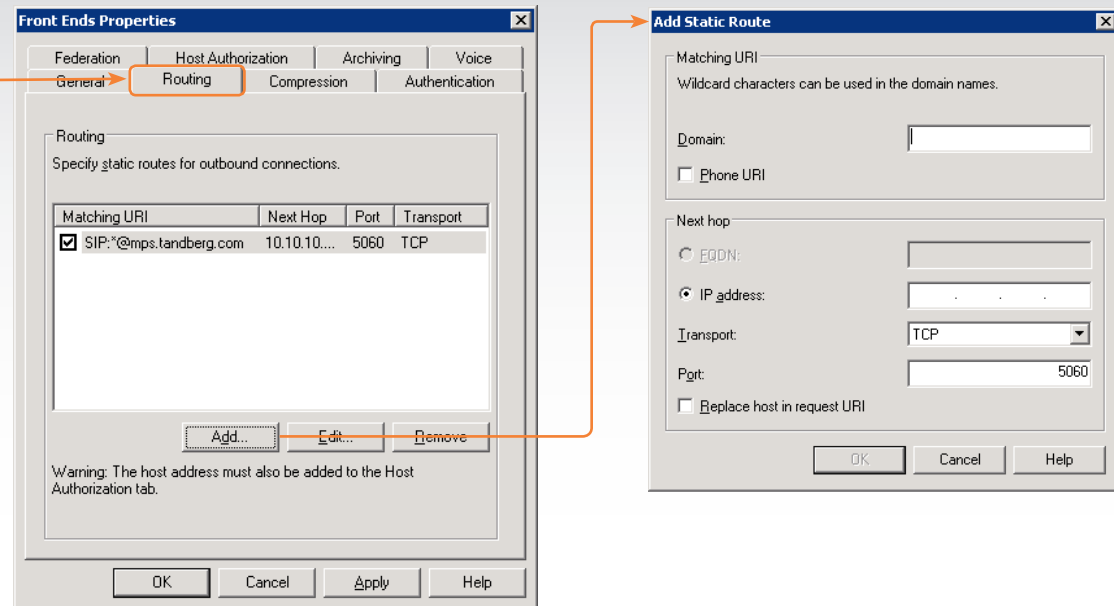 Front Ends Properties
Federation Host Authorization Archiving Voice
General Routing Compression Authentication
Routing
Specify static routes for outbound connections.
Matching URI Next Hop Port Transport
SIP:*@mps.tandberg.com 10.10.10.... 5060 TCP
Add... Edit... Remove
Warning: The host address must also be added to the Host
Authorization tab.
OK Cancel Apply Help
Add Static Route
Matching URI
Wildcard characters can be used in the domain names.
Domain:
Phone URI
Next hop
FQDN:
IP address: . . .
Transport: TCP
Port: 5060
Replace host in request URI
OK Cancel Help